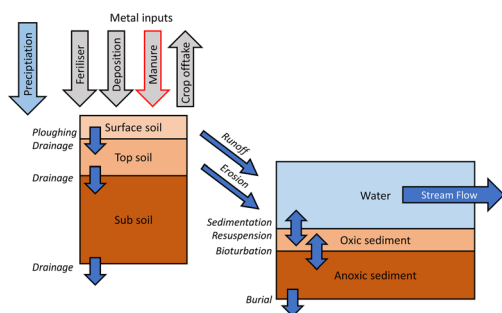 Metal inputs
Preciptiation
Feriliser
Deposition
Manure
Crop offtake
Surface soil
Ploughing
Drainage
Top soil
Drainage
Sub soil
Drainage
Runoff
Erosion
Water
Stream Flow
Sedimentation
Resuspension
Oxic sediment
Bioturbation
Anoxic sediment
Burial